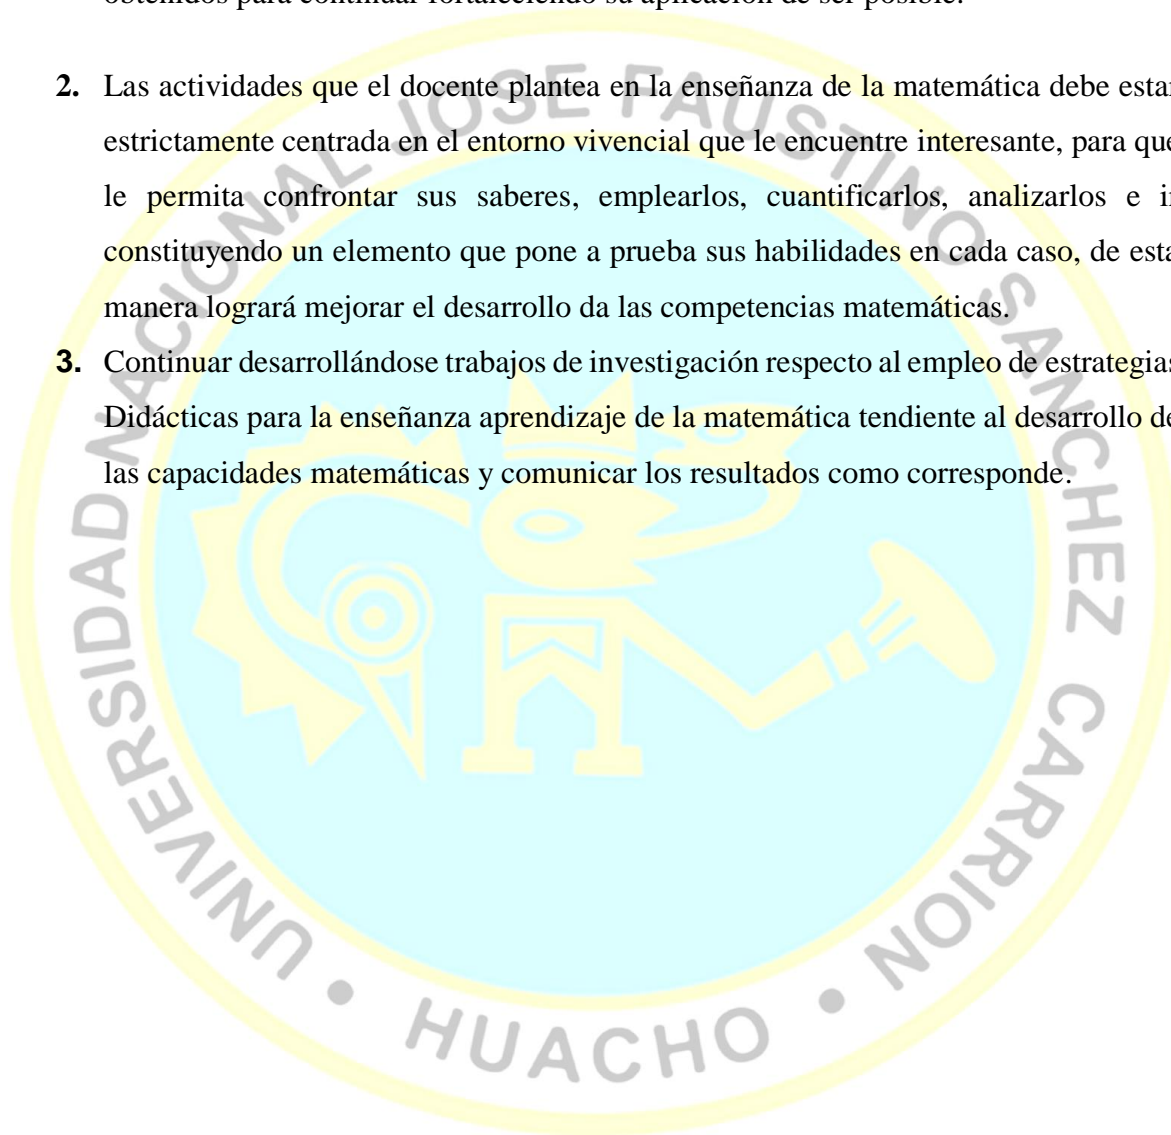 obtenidos para continuar fortaleciendo su aplicación de ser posible.
2. Las actividades que el docente plantea en la enseñanza de la matemática debe estar
estrictamente centrada en el entorno vivencial que le encuentre interesante, para que
le permita confrontar sus saberes, emplearlos, cuantificarlos, analizarlos e ir
constituyendo un elemento que pone a prueba sus habilidades en cada caso, de esta
manera logrará mejorar el desarrollo da las competencias matemáticas.
3. Continuar desarrollándose trabajos de investigación respecto al empleo de estrategias
Didácticas para la enseñanza aprendizaje de la matemática tendiente al desarrollo de
las capacidades matemáticas y comunicar los resultados como corresponde.
UNIVERSIDAD NACIONAL JOSE FAUSTINO SANCHEZ CARRION • HUACHO •